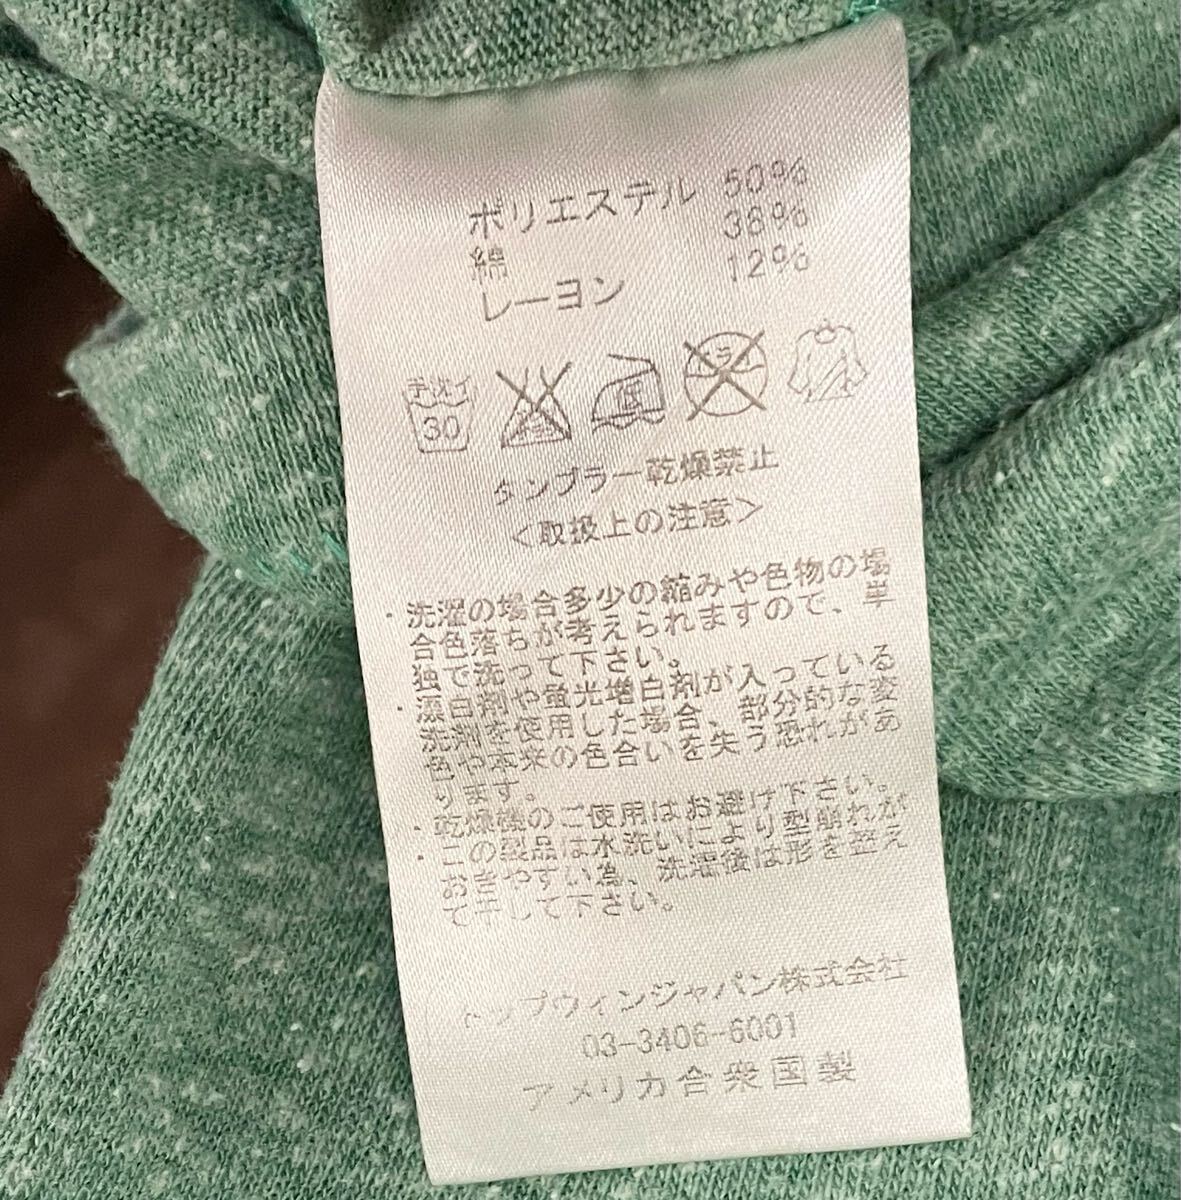 ポリエステル 50%
綿 38%
レーヨン 12%
手洗イ
30
エンソサラシ
低
ドライ
タンブラー乾燥禁止
<取扱上の注意>
・洗濯の場合多少の縮みや色物の場
合色落ちが考えられますので、単
独で洗って下さい。
・漂白剤や蛍光増白剤が入っている
洗剤を使用した場合、部分的な変
色や本来の色合いを失う恐れがあ
ります。
・乾燥機のご使用はお避け下さい。
・この製品は水洗いにより型崩れが
おきやすい為、洗濯後は形を整え
て干して下さい。
トップウィンジャパン株式会社
03-3406-6001
アメリカ合衆国製